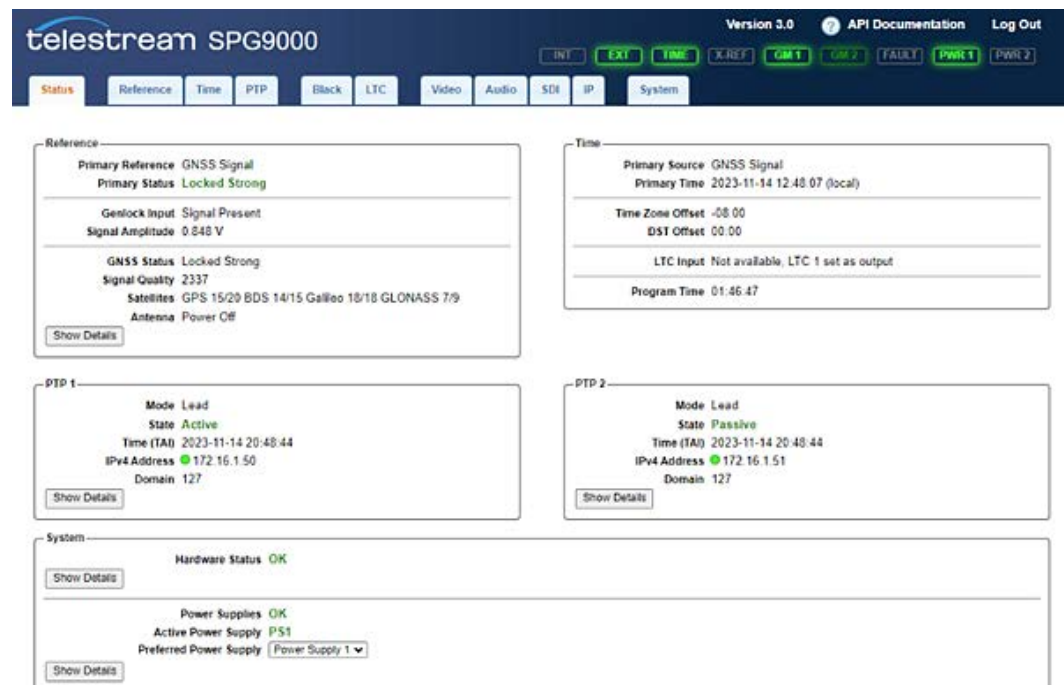 telestream SPG9000
Version 3.0 ? API Documentation Log Out
INT EXT TIME X-REF GM 1 GM 2 FAULT PWR 1 PWR 2
Status Reference Time PTP Black LTC Video Audio SDI IP System
Reference
Primary Reference GNSS Signal
Primary Status Locked Strong
Genlock Input Signal Present
Signal Amplitude 0.848 V
GNSS Status Locked Strong
Signal Quality 2337
Satellites GPS 15/20 BDS 14/15 Galileo 18/18 GLONASS 7/9
Antenna Power Off
Show Details
Time
Primary Source GNSS Signal
Primary Time 2023-11-14 12:48:07 (local)
Time Zone Offset -08:00
DST Offset 00:00
LTC Input Not available, LTC 1 set as output
Program Time 01:46:47
PTP 1
Mode Lead
State Active
Time (TAI) 2023-11-14 20:48:44
IPv4 Address 172.16.1.50
Domain 127
Show Details
PTP 2
Mode Lead
State Passive
Time (TAI) 2023-11-14 20:48:44
IPv4 Address 172.16.1.51
Domain 127
Show Details
System
Hardware Status OK
Show Details
Power Supplies OK
Active Power Supply PS1
Preferred Power Supply Power Supply 1
Show Details